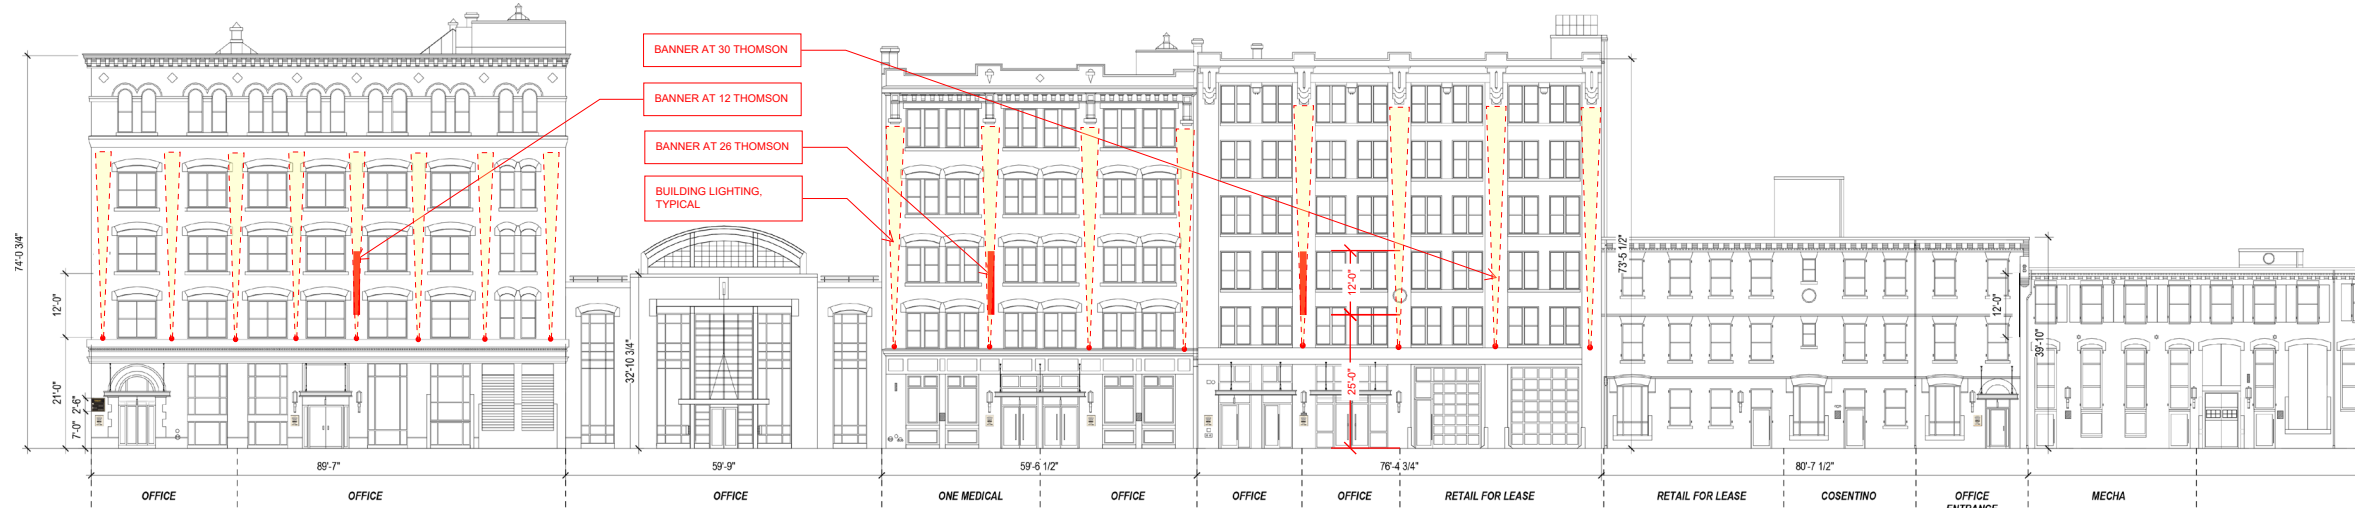 BANNER AT 30 THOMSON
BANNER AT 12 THOMSON
BANNER AT 26 THOMSON
BUILDING LIGHTING,
TYPICAL
74'-0 3/4"
12'-0"
21'-0"
2'-6"
7'-0"
32'-10 3/4"
12'-0"
25'-0"
73'-5 1/2"
12'-0"
39'-10"
89'-7"
59'-9"
59'-6 1/2"
76'-4 3/4"
80'-7 1/2"
OFFICE
OFFICE
OFFICE
ONE MEDICAL
OFFICE
OFFICE
OFFICE
RETAIL FOR LEASE
RETAIL FOR LEASE
COSENTINO
OFFICE
ENTRANCE
MECHA